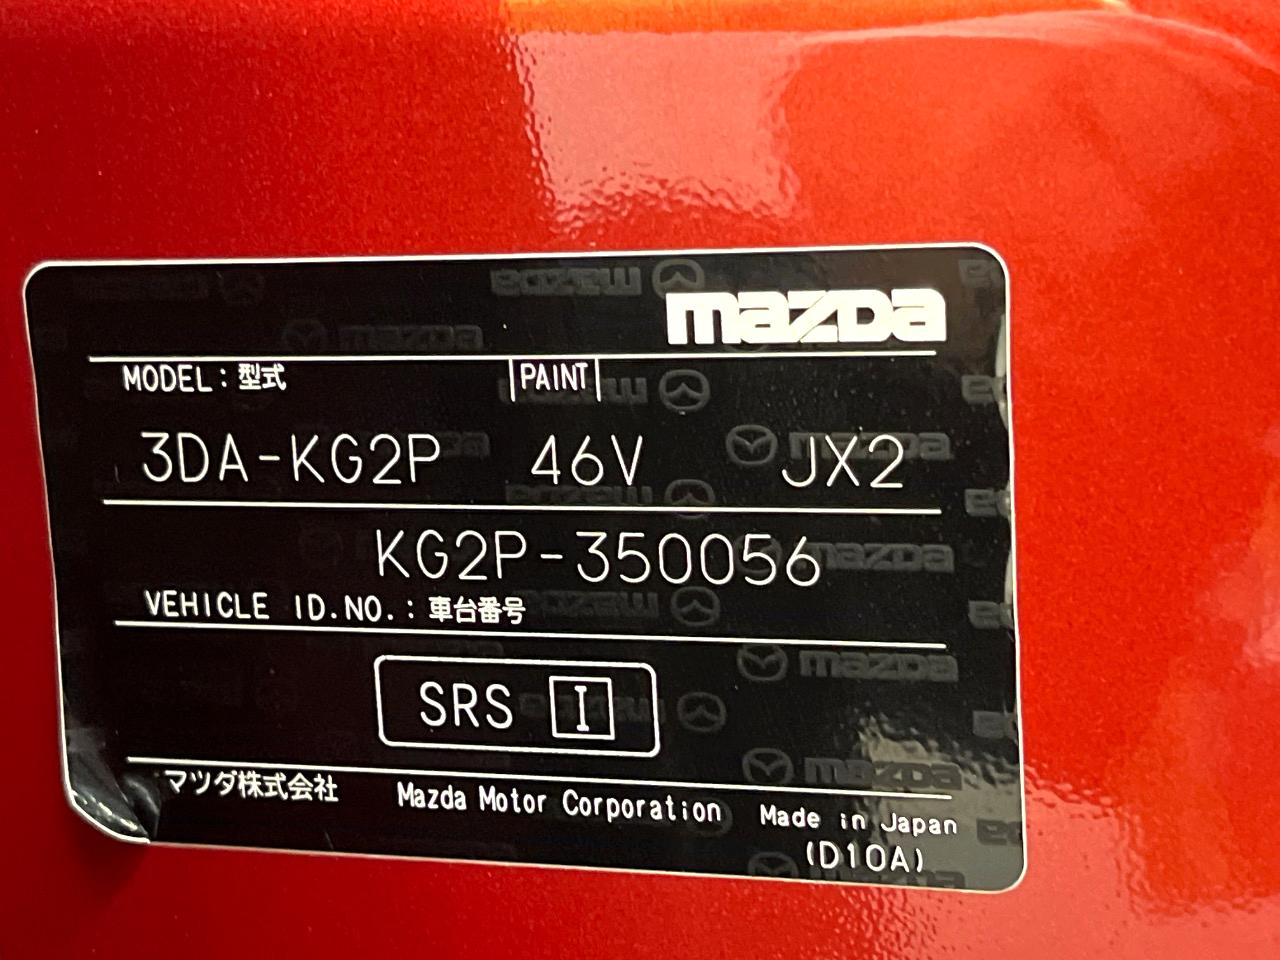 mazda
MODEL：型式 PAINT
3DA-KG2P 46V JX2
KG2P-350056
VEHICLE ID.NO.：車台番号
SRS I
マツダ株式会社 Mazda Motor Corporation Made in Japan
(D10A)